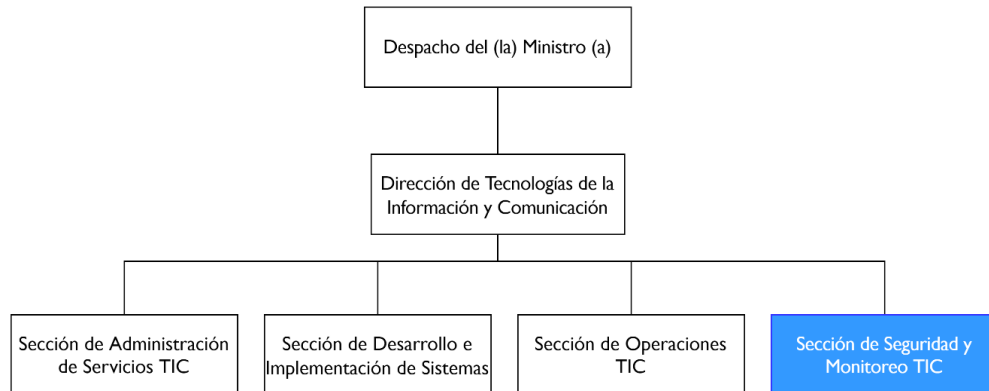 Despacho del (la) Ministro (a)
Dirección de Tecnologías de la
Información y Comunicación
Sección de Administración
de Servicios TIC
Sección de Desarrollo e
Implementación de Sistemas
Sección de Operaciones
TIC
Sección de Seguridad y
Monitoreo TIC